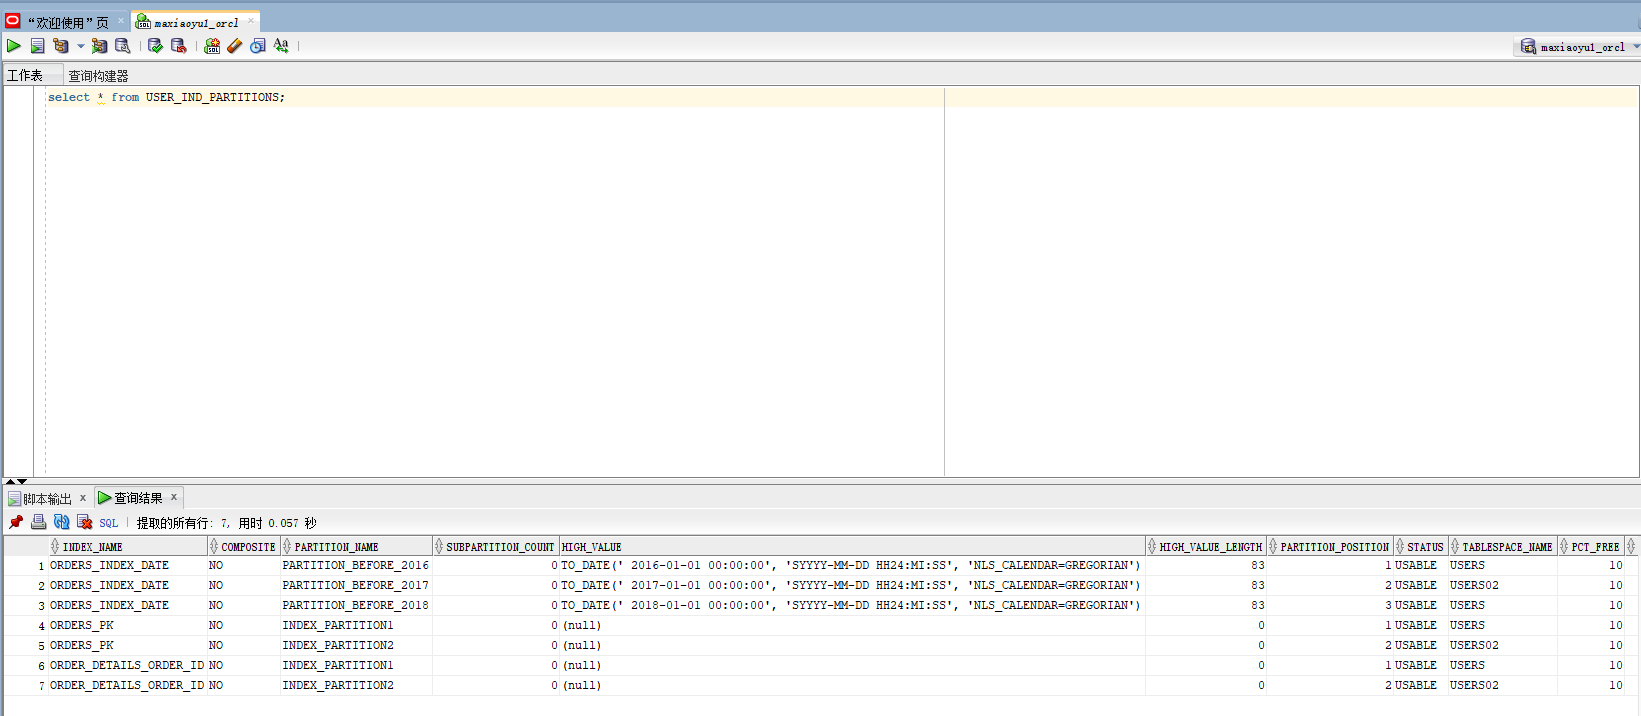 “欢迎使用”页 maxiaoyu1_orcl
maxiaoyu1_orcl
工作表 查询构建器
select * from USER_IND_PARTITIONS;
脚本输出 查询结果
SQL 提取的所有行: 7, 用时 0.057 秒
INDEX_NAME COMPOSITE PARTITION_NAME SUBPARTITION_COUNT HIGH_VALUE HIGH_VALUE_LENGTH PARTITION_POSITION STATUS TABLESPACE_NAME PCT_FREE
1 ORDERS_INDEX_DATE NO PARTITION_BEFORE_2016 0 TO_DATE(' 2016-01-01 00:00:00', 'SYYYY-MM-DD HH24:MI:SS', 'NLS_CALENDAR=GREGORIAN') 83 1 USABLE USERS 10
2 ORDERS_INDEX_DATE NO PARTITION_BEFORE_2017 0 TO_DATE(' 2017-01-01 00:00:00', 'SYYYY-MM-DD HH24:MI:SS', 'NLS_CALENDAR=GREGORIAN') 83 2 USABLE USERS02 10
3 ORDERS_INDEX_DATE NO PARTITION_BEFORE_2018 0 TO_DATE(' 2018-01-01 00:00:00', 'SYYYY-MM-DD HH24:MI:SS', 'NLS_CALENDAR=GREGORIAN') 83 3 USABLE USERS 10
4 ORDERS_PK NO INDEX_PARTITION1 0 (null) 0 1 USABLE USERS 10
5 ORDERS_PK NO INDEX_PARTITION2 0 (null) 0 2 USABLE USERS02 10
6 ORDER_DETAILS_ORDER_ID NO INDEX_PARTITION1 0 (null) 0 1 USABLE USERS 10
7 ORDER_DETAILS_ORDER_ID NO INDEX_PARTITION2 0 (null) 0 2 USABLE USERS02 10